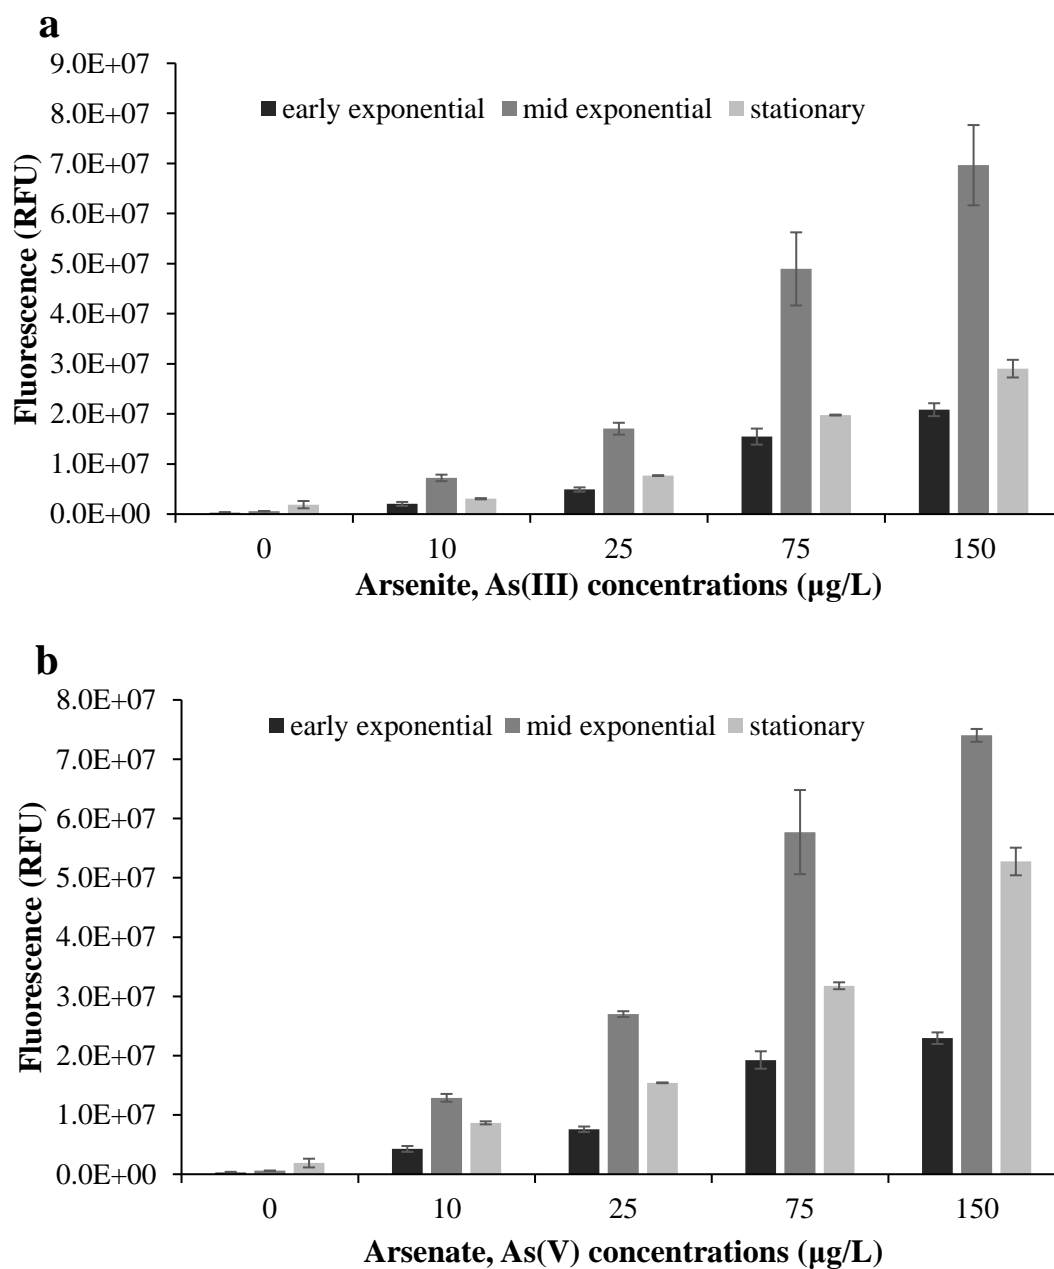 a
9.0E+07
8.0E+07
7.0E+07
6.0E+07
5.0E+07
4.0E+07
3.0E+07
2.0E+07
1.0E+07
0.0E+00
Fluorescence (RFU)
early exponential mid exponential stationary
0 10 25 75 150
Arsenite, As(III) concentrations (µg/L)
b
8.0E+07
7.0E+07
6.0E+07
5.0E+07
4.0E+07
3.0E+07
2.0E+07
1.0E+07
0.0E+00
Fluorescence (RFU)
early exponential mid exponential stationary
0 10 25 75 150
Arsenate, As(V) concentrations (µg/L)